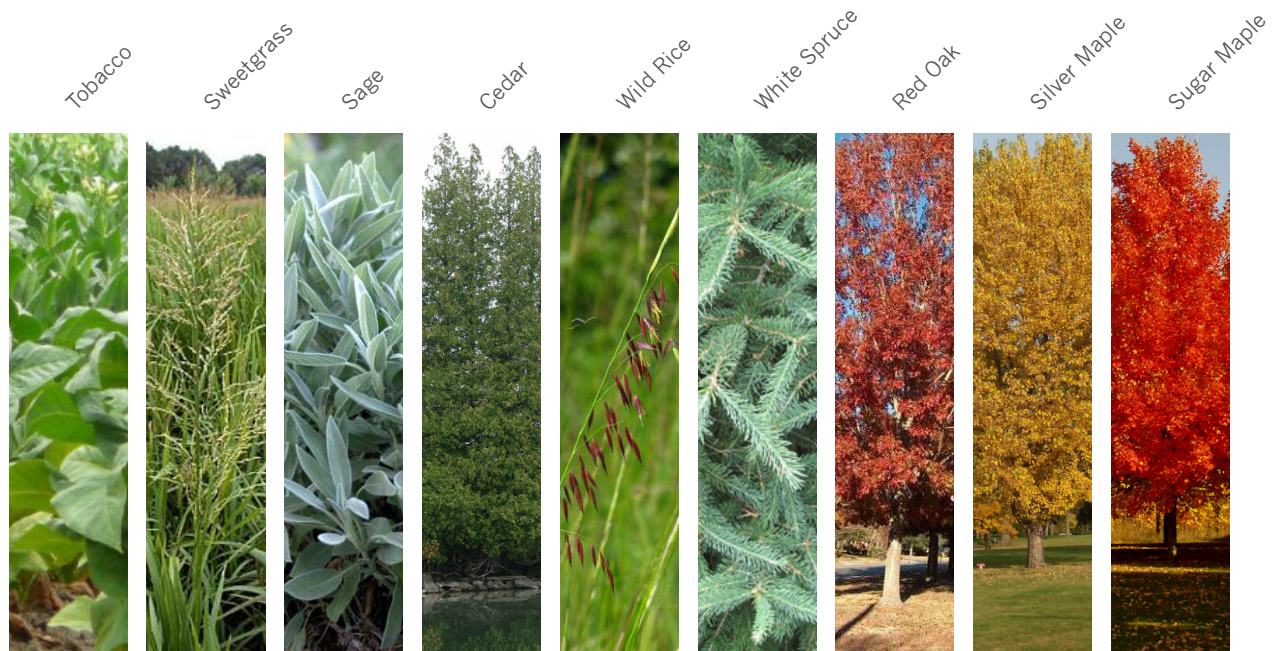 Tobacco
Sweetgrass
Sage
Cedar
Wild Rice
White Spruce
Red Oak
Silver Maple
Sugar Maple